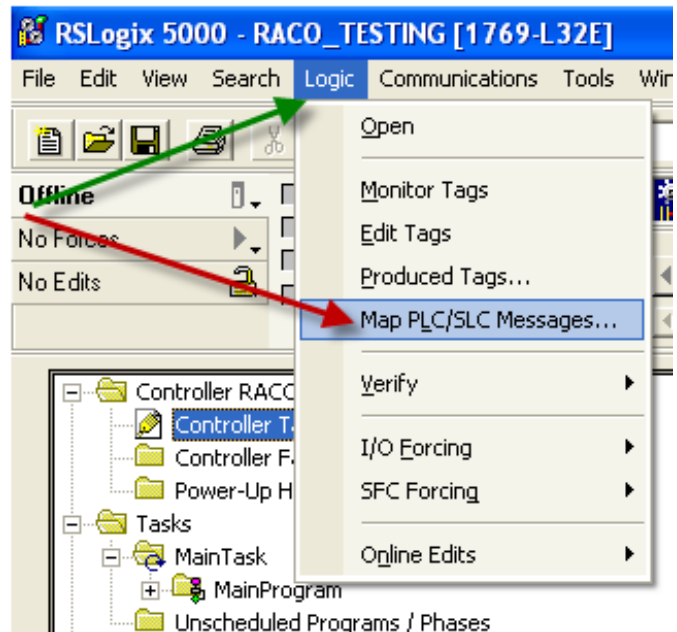 RSLogix 5000 - RACO_TESTING [1769-L32E]
File Edit View Search Logic Communications Tools Win
Open
Offline
Monitor Tags
No Forces
Edit Tags
No Edits
Produced Tags...
Map PLC/SLC Messages...
Verify
Controller RACO
Controller T
I/O Forcing
Controller F
Power-Up H
SFC Forcing
Tasks
MainTask
Online Edits
MainProgram
Unscheduled Programs / Phases